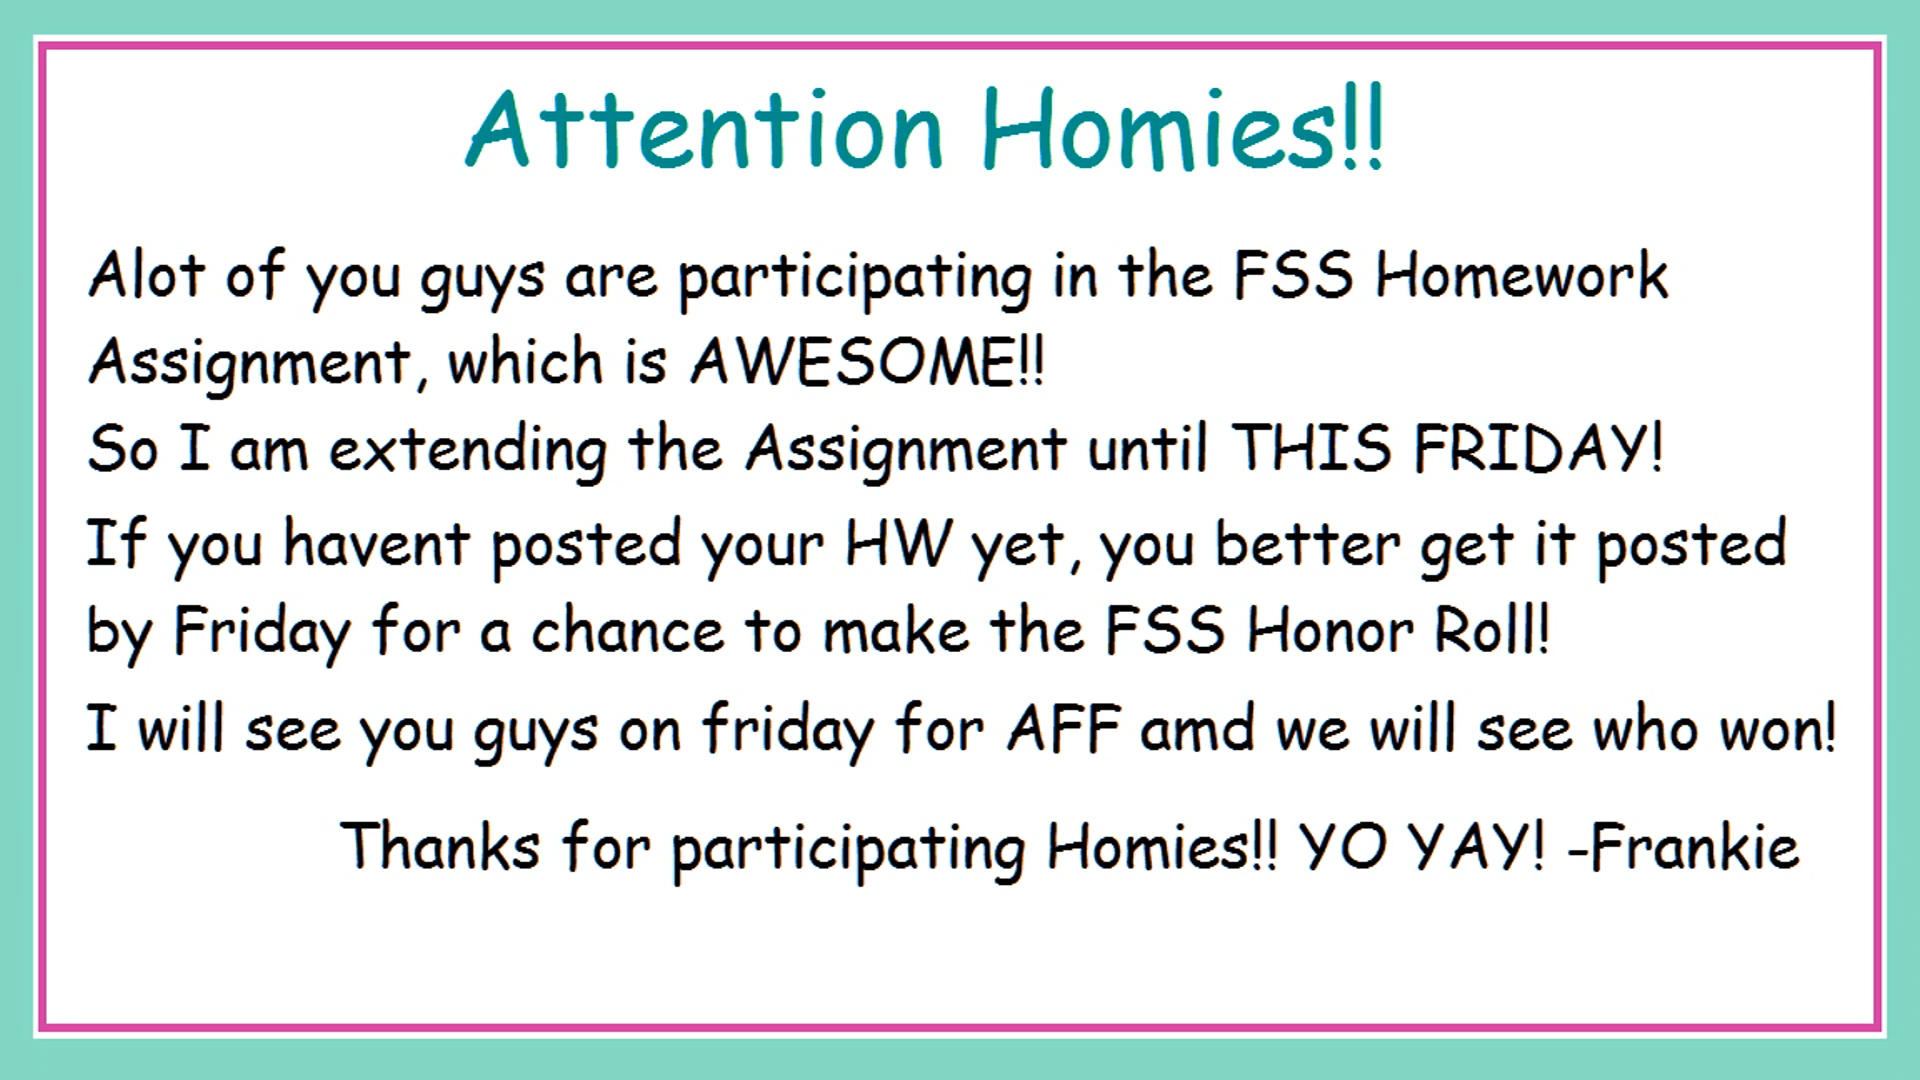 Attention Homies!!
Alot of you guys are participating in the FSS Homework
Assignment, which is AWESOME!!
So I am extending the Assignment until THIS FRIDAY!
If you havent posted your HW yet, you better get it posted
by Friday for a chance to make the FSS Honor Roll!
I will see you guys on friday for AFF amd we will see who won!
Thanks for participating Homies!! YO YAY! -Frankie